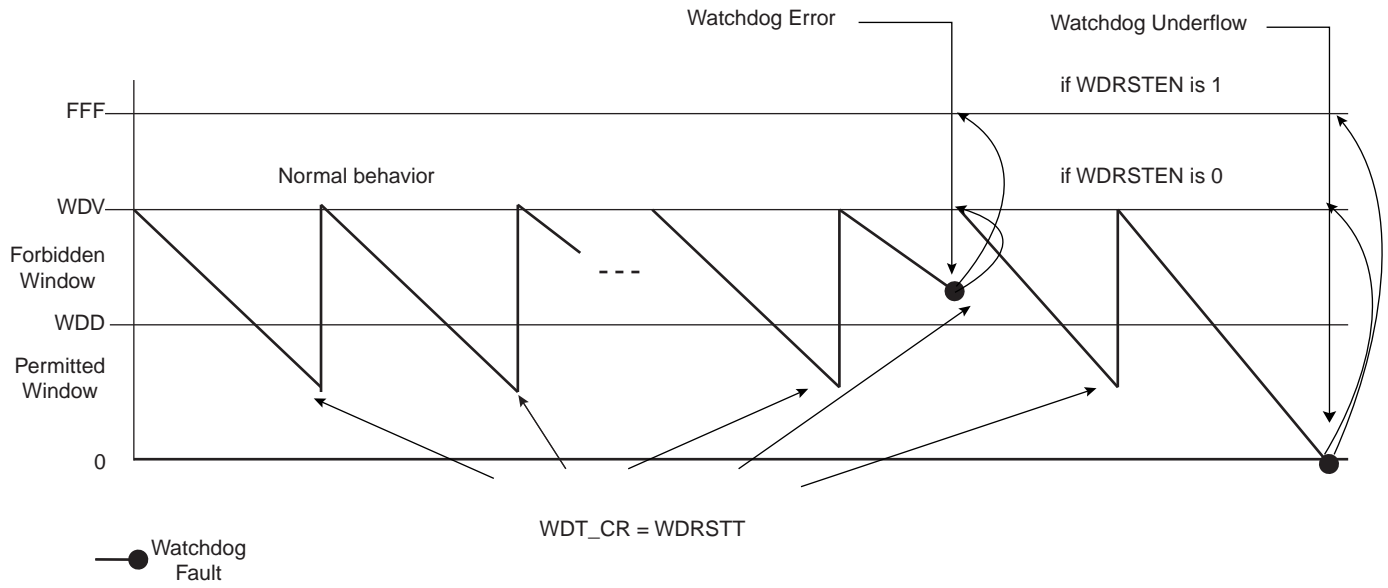 Watchdog Error
Watchdog Underflow
if WDRSTEN is 1
FFF
Normal behavior
if WDRSTEN is 0
WDV
Forbidden
Window
WDD
Permitted
Window
0
WDT_CR = WDRSTT
Watchdog
Fault